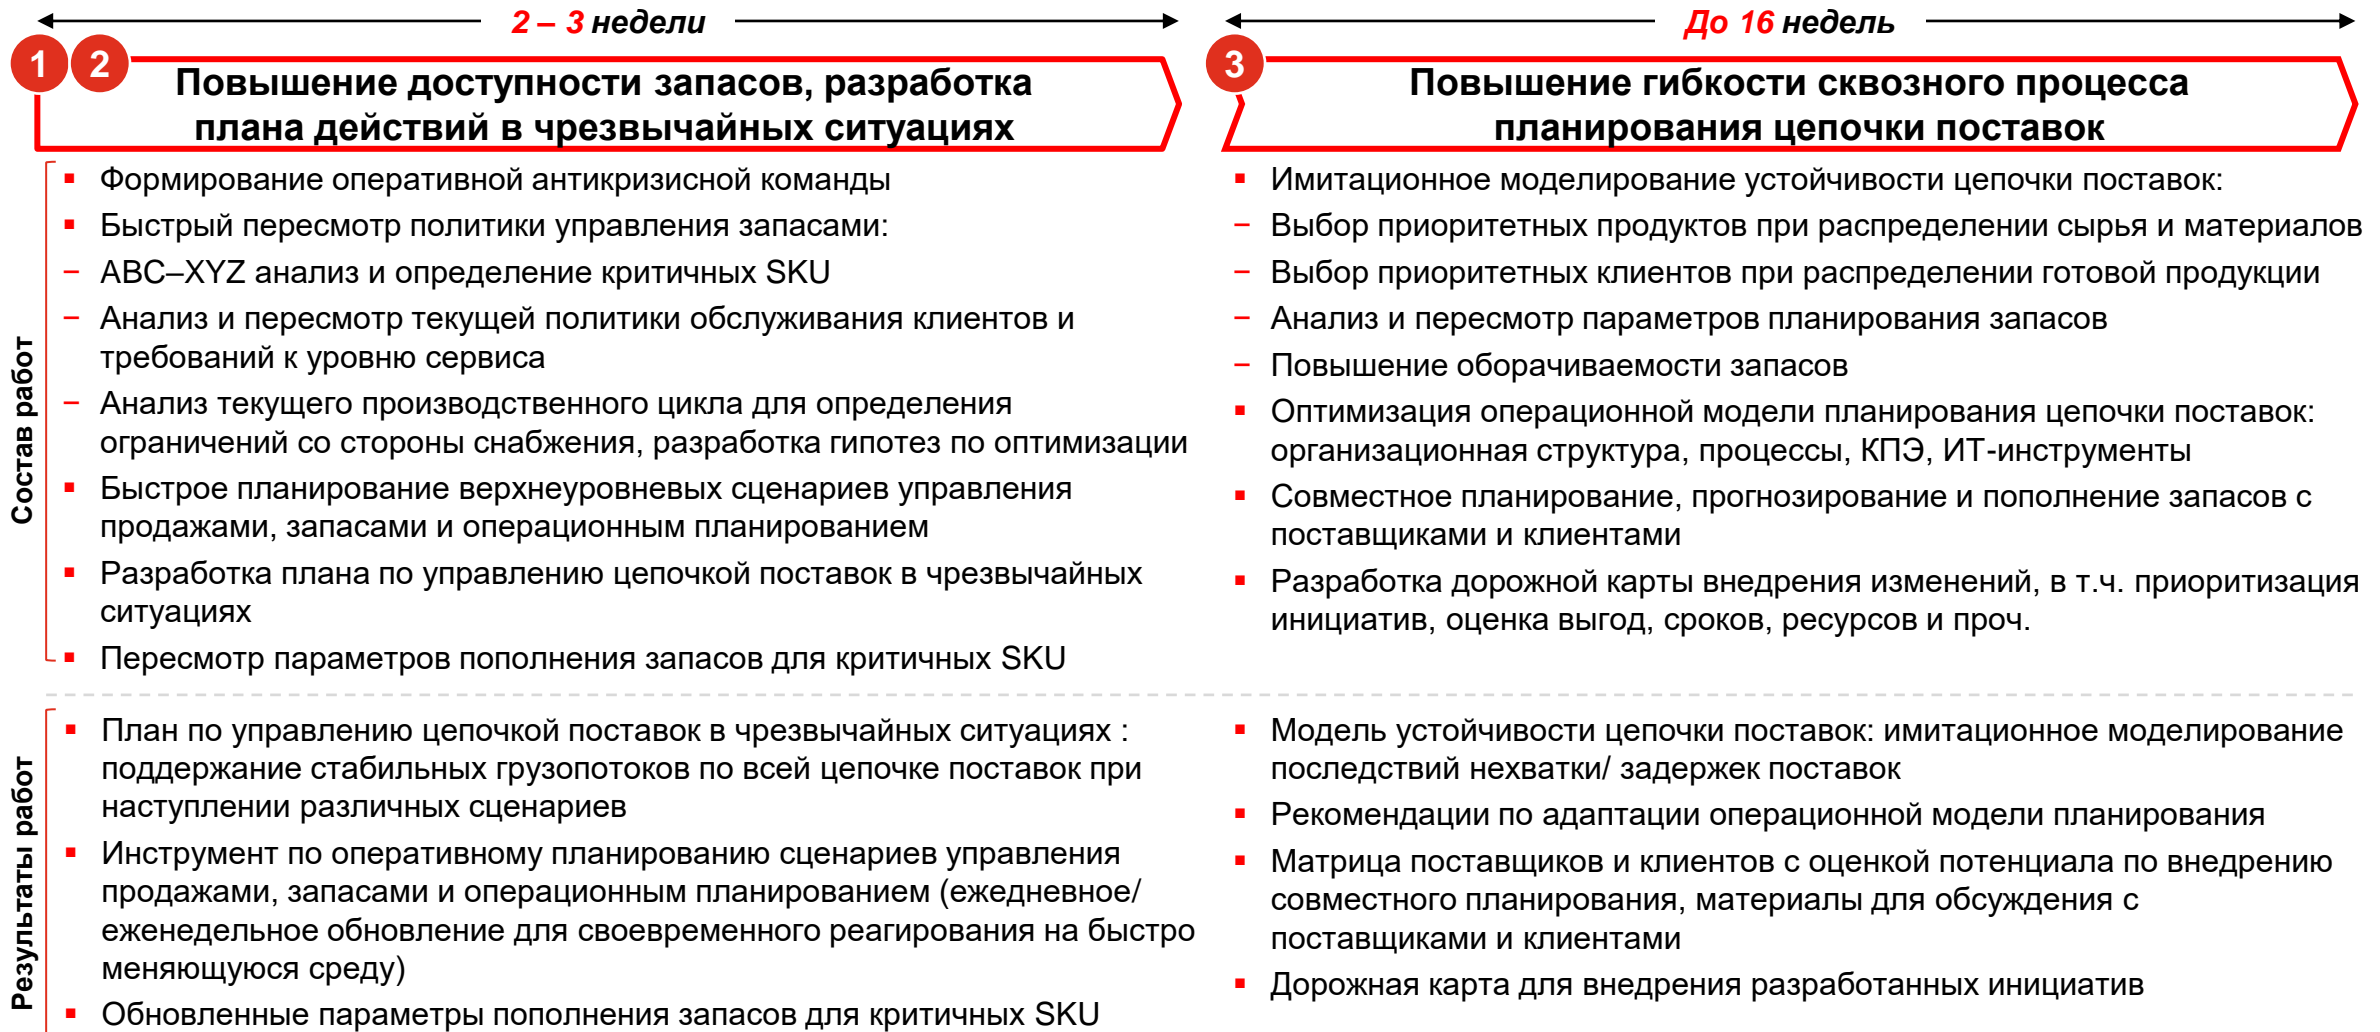 2 – 3 недели
1 2
Повышение доступности запасов, разработка
плана действий в чрезвычайных ситуациях
Состав работ
▪ Формирование оперативной антикризисной команды
▪ Быстрый пересмотр политики управления запасами:
– ABC–XYZ анализ и определение критичных SKU
– Анализ и пересмотр текущей политики обслуживания клиентов и
требований к уровню сервиса
– Анализ текущего производственного цикла для определения
ограничений со стороны снабжения, разработка гипотез по оптимизации
▪ Быстрое планирование верхнеуровневых сценариев управления
продажами, запасами и операционным планированием
▪ Разработка плана по управлению цепочкой поставок в чрезвычайных
ситуациях
▪ Пересмотр параметров пополнения запасов для критичных SKU
До 16 недель
3
Повышение гибкости сквозного процесса
планирования цепочки поставок
▪ Имитационное моделирование устойчивости цепочки поставок:
– Выбор приоритетных продуктов при распределении сырья и материалов
– Выбор приоритетных клиентов при распределении готовой продукции
– Анализ и пересмотр параметров планирования запасов
– Повышение оборачиваемости запасов
▪ Оптимизация операционной модели планирования цепочки поставок:
организационная структура, процессы, КПЭ, ИТ-инструменты
▪ Совместное планирование, прогнозирование и пополнение запасов с
поставщиками и клиентами
▪ Разработка дорожной карты внедрения изменений, в т.ч. приоритизация
инициатив, оценка выгод, сроков, ресурсов и проч.
Результаты работ
▪ План по управлению цепочкой поставок в чрезвычайных ситуациях :
поддержание стабильных грузопотоков по всей цепочке поставок при
наступлении различных сценариев
▪ Инструмент по оперативному планированию сценариев управления
продажами, запасами и операционным планированием (ежедневное/
еженедельное обновление для своевременного реагирования на быстро
меняющуюся среду)
▪ Обновленные параметры пополнения запасов для критичных SKU
▪ Модель устойчивости цепочки поставок: имитационное моделирование
последствий нехватки/ задержек поставок
▪ Рекомендации по адаптации операционной модели планирования
▪ Матрица поставщиков и клиентов с оценкой потенциала по внедрению
совместного планирования, материалы для обсуждения с
поставщиками и клиентами
▪ Дорожная карта для внедрения разработанных инициатив